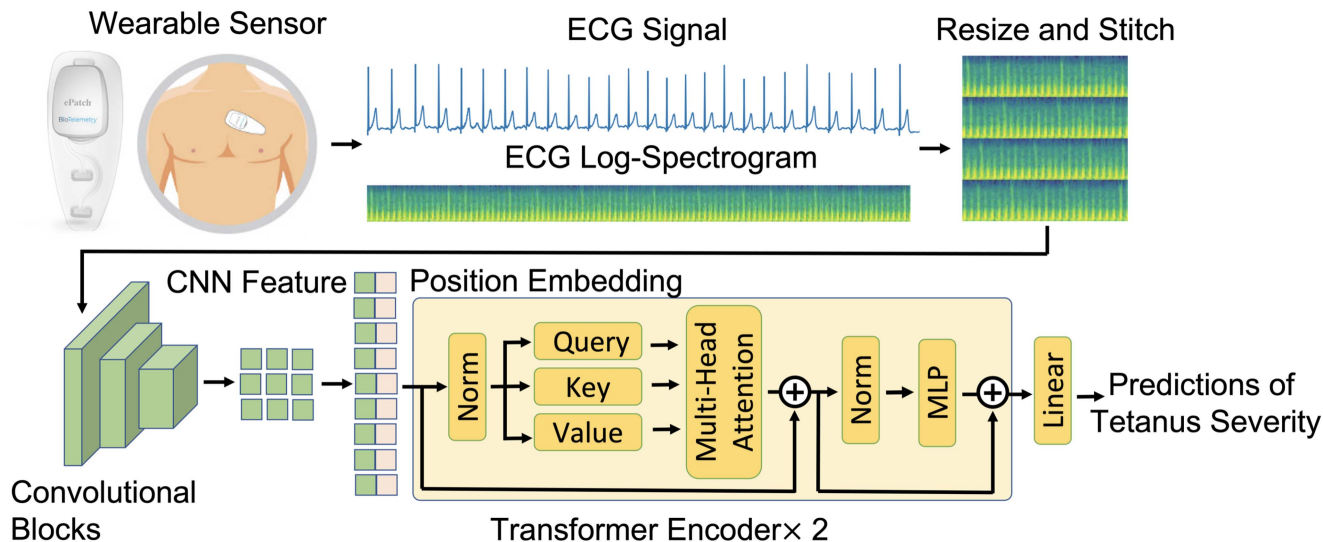 Wearable Sensor
ECG Signal
Resize and Stitch
ePatch
BioTelemetry
ECG Log-Spectrogram
CNN Feature
Position Embedding
Norm
Query
Key
Value
Multi-Head
Attention
Norm
MLP
Linear
Predictions of
Tetanus Severity
Convolutional
Blocks
Transformer Encoder× 2